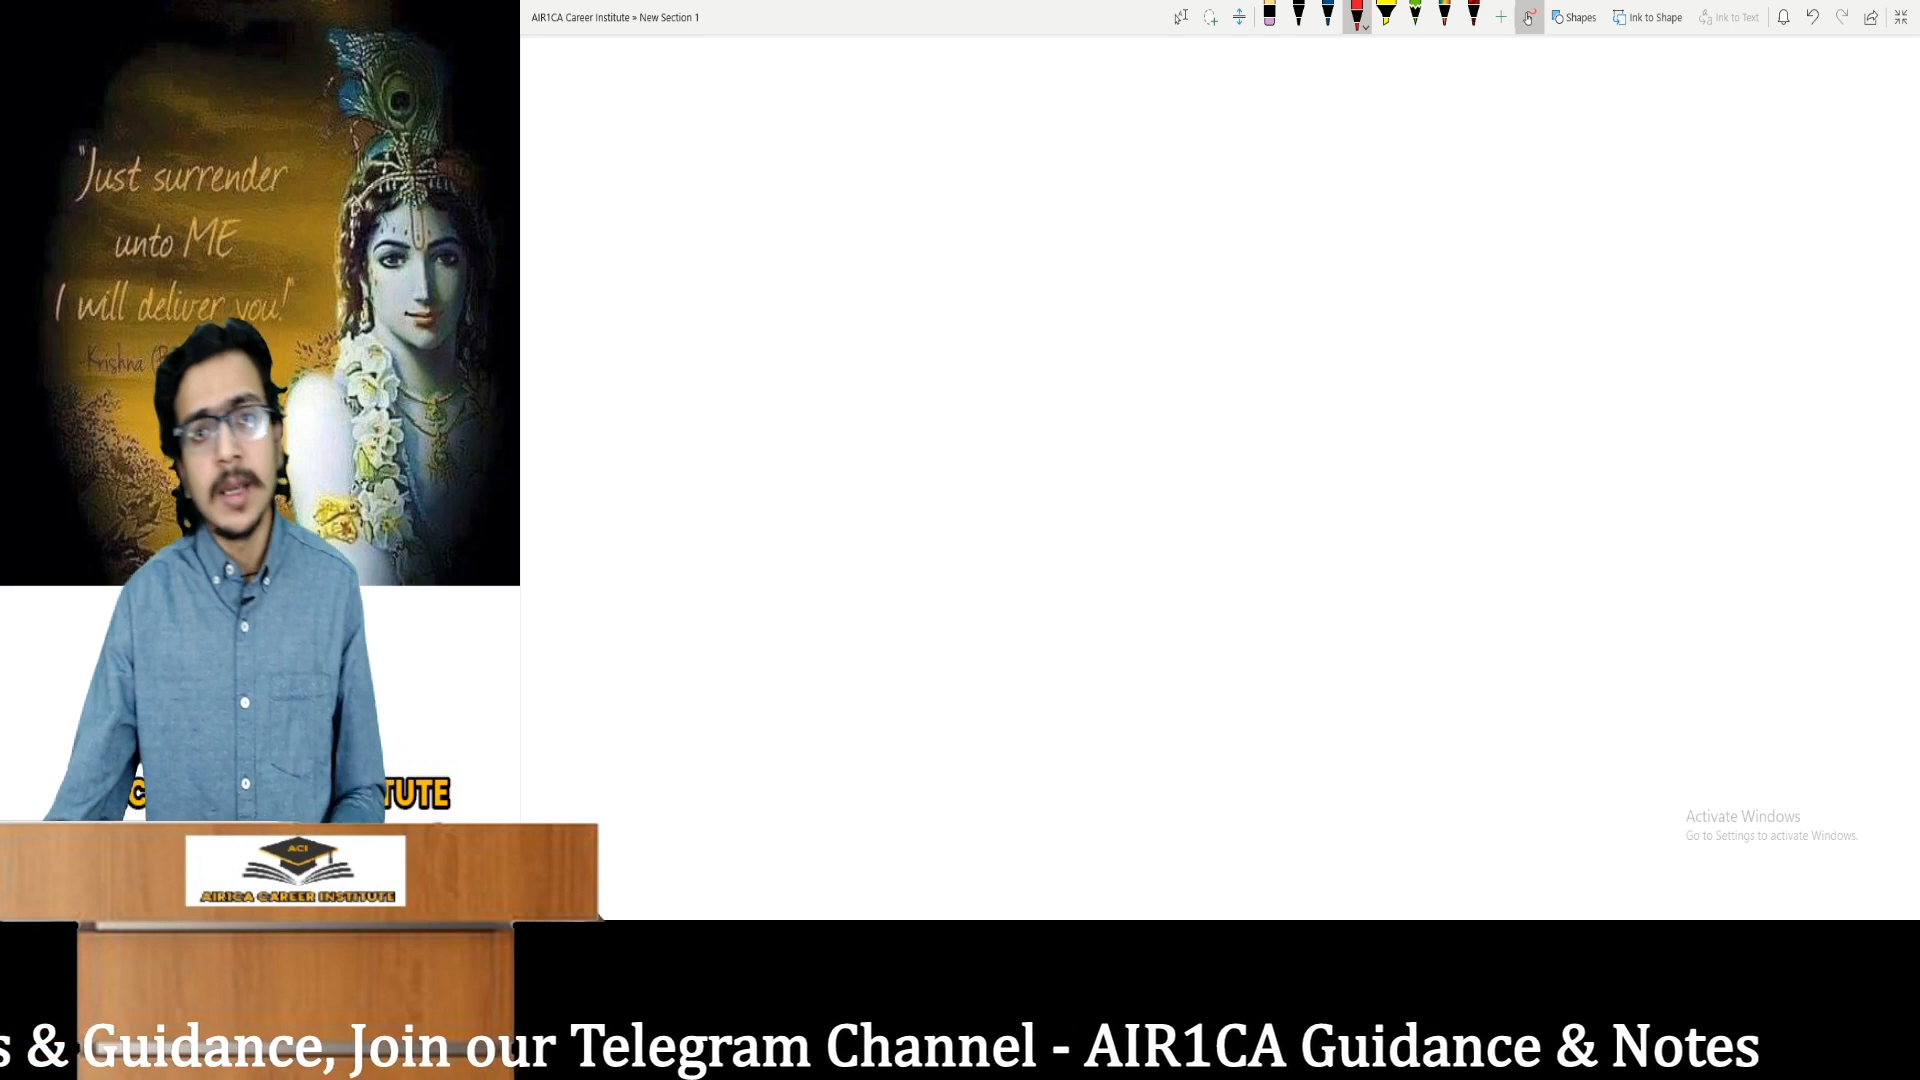 AIR1CA Career Institute » New Section 1
Shapes
Ink to Shape
Ink to Text
"Just surrender
unto ME
I will deliver you!"
Krishna
TUTE
ACI
AIR1CA CAREER INSTITUTE
Activate Windows
Go to Settings to activate Windows.
s & Guidance, Join our Telegram Channel - AIR1CA Guidance & Notes